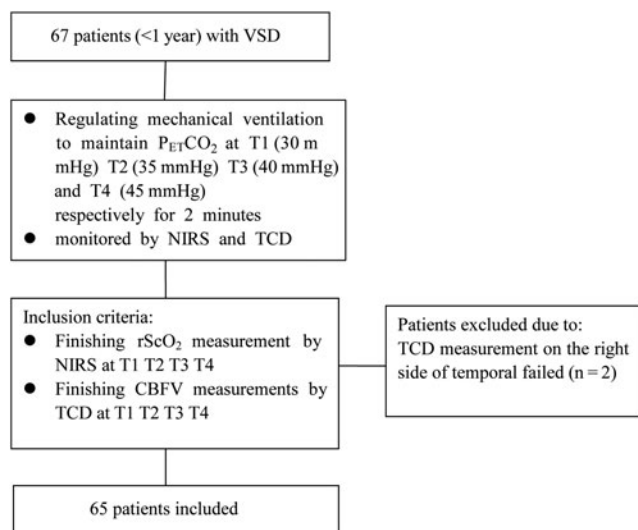 67 patients (<1 year) with VSD
● Regulating mechanical ventilation
to maintain PETCO2 at T1 (30 m
mHg) T2 (35 mmHg) T3 (40 mmHg)
and T4 (45 mmHg)
respectively for 2 minutes
● monitored by NIRS and TCD
Inclusion criteria:
● Finishing rScO2 measurement by
NIRS at T1 T2 T3 T4
● Finishing CBFV measurements by
TCD at T1 T2 T3 T4
Patients excluded due to:
TCD measurement on the right
side of temporal failed (n = 2)
65 patients included